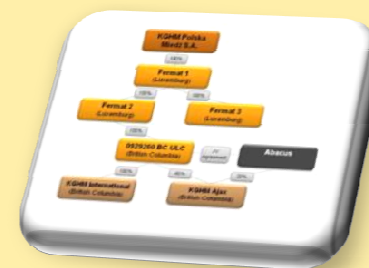 KGHM Polska
Miedź S.A.
100%
Fermat 1
(Luxemburg)
100%
100%
Fermat 2
(Luxemburg)
Fermat 3
(Luxemburg)
100%
0929260 BC ULC
(British Columbia)
JV
Abacus
100%
80%
20%
KGHM International
(British Columbia)
KGHM Ajax
(British Columbia)